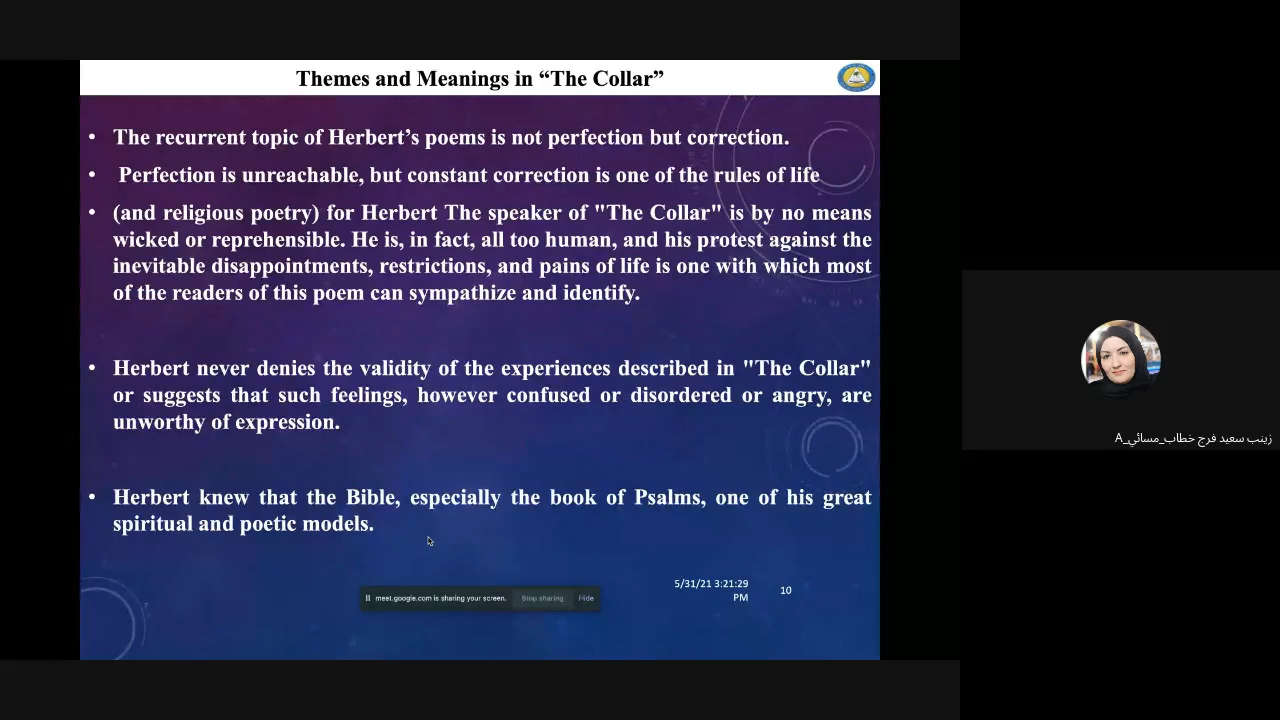 Themes and Meanings in “The Collar”
• The recurrent topic of Herbert’s poems is not perfection but correction.
• Perfection is unreachable, but constant correction is one of the rules of life
• (and religious poetry) for Herbert The speaker of "The Collar" is by no means
wicked or reprehensible. He is, in fact, all too human, and his protest against the
inevitable disappointments, restrictions, and pains of life is one with which most
of the readers of this poem can sympathize and identify.
• Herbert never denies the validity of the experiences described in "The Collar"
or suggests that such feelings, however confused or disordered or angry, are
unworthy of expression.
• Herbert knew that the Bible, especially the book of Psalms, one of his great
spiritual and poetic models.
meet.google.com is sharing your screen. Stop sharing Hide
5/31/21 3:21:29
PM
10
زينب سعيد فرج خطاب_مسائي_A